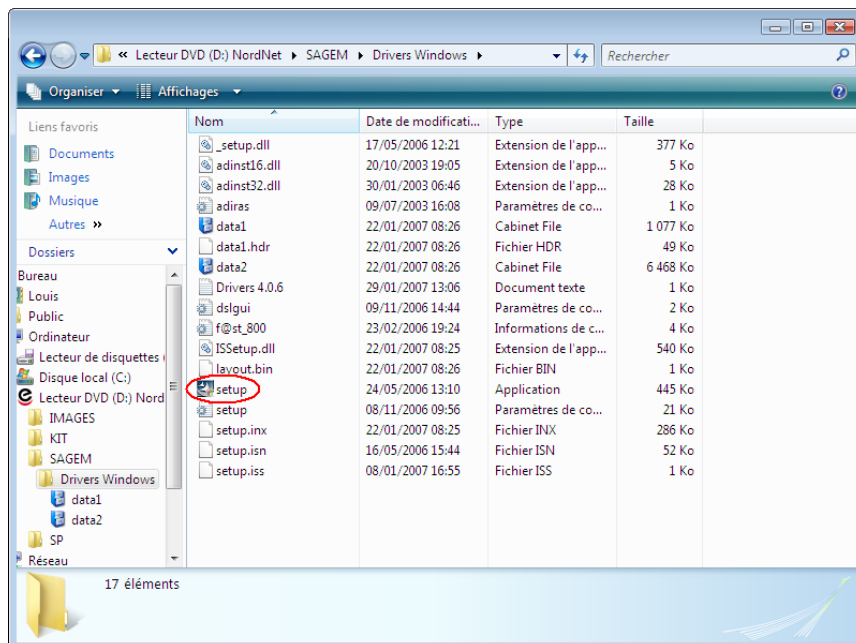 « Lecteur DVD (D:) NordNet ▸ SAGEM ▸ Drivers Windows ▸ Rechercher
Organiser Affichages
Liens favoris
Documents
Images
Musique
Autres »
Dossiers
Bureau
Louis
Public
Ordinateur
Lecteur de disquettes
Disque local (C:)
Lecteur DVD (D:) Nord
IMAGES
KIT
SAGEM
Drivers Windows
data1
data2
SP
Réseau
Nom Date de modificati... Type Taille
_setup.dll 17/05/2006 12:21 Extension de l'app... 377 Ko
adinst16.dll 20/10/2003 19:05 Extension de l'app... 5 Ko
adinst32.dll 30/01/2003 06:46 Extension de l'app... 28 Ko
adiras 09/07/2003 16:08 Paramètres de co... 1 Ko
data1 22/01/2007 08:26 Cabinet File 1 077 Ko
data1.hdr 22/01/2007 08:26 Fichier HDR 49 Ko
data2 22/01/2007 08:26 Cabinet File 6 468 Ko
Drivers 4.0.6 29/01/2007 13:06 Document texte 1 Ko
dslgui 09/11/2006 14:44 Paramètres de co... 2 Ko
f@st_800 23/02/2006 19:24 Informations de c... 4 Ko
ISSetup.dll 22/01/2007 08:25 Extension de l'app... 540 Ko
layout.bin 22/01/2007 08:26 Fichier BIN 1 Ko
setup 24/05/2006 13:10 Application 445 Ko
setup 08/11/2006 09:56 Paramètres de co... 21 Ko
setup.inx 22/01/2007 08:25 Fichier INX 286 Ko
setup.isn 16/05/2006 15:44 Fichier ISN 52 Ko
setup.iss 08/01/2007 16:55 Fichier ISS 1 Ko
17 éléments